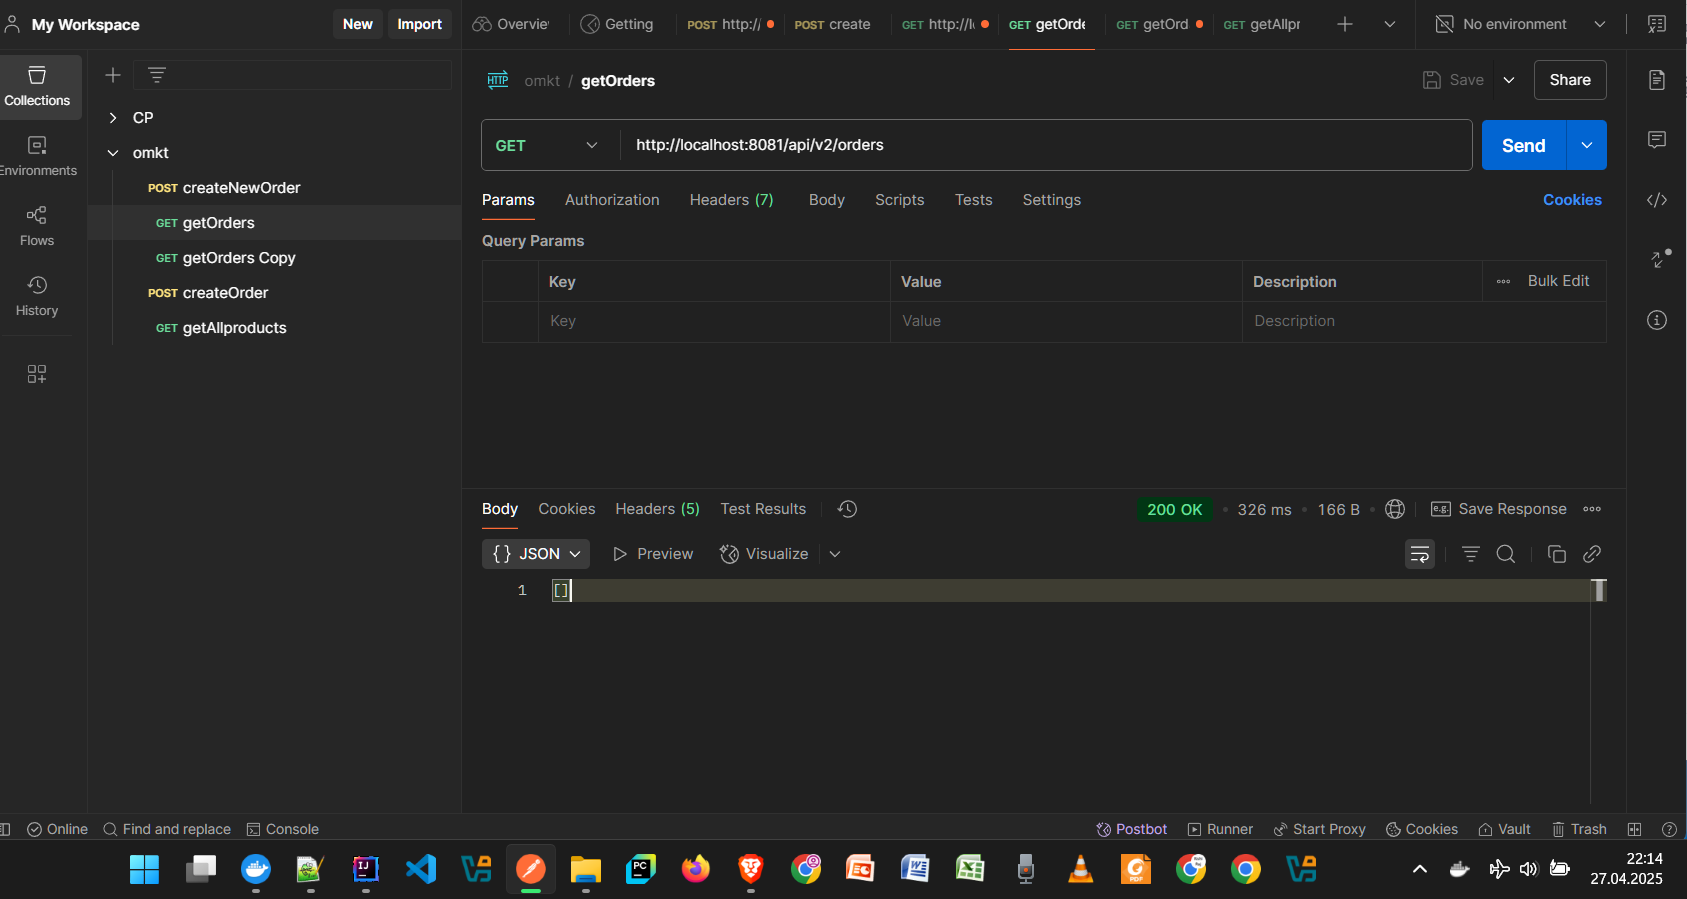 My Workspace
New
Import
Overvie
Getting
POST http:/
POST create
GET http://l
GET getOrde
GET getOrd
GET getAllpr
No environment
Collections
Environments
Flows
History
CP
omkt
POST createNewOrder
GET getOrders
GET getOrders Copy
POST createOrder
GET getAllproducts
HTTP
omkt / getOrders
Save
Share
GET
http://localhost:8081/api/v2/orders
Send
Params
Authorization
Headers (7)
Body
Scripts
Tests
Settings
Cookies
Query Params
Key
Value
Description
Bulk Edit
Key
Value
Description
Body
Cookies
Headers (5)
Test Results
200 OK
326 ms
166 B
e.g.
Save Response
{} JSON
Preview
Visualize
1
[]
Online
Find and replace
Console
Postbot
Runner
Start Proxy
Cookies
Vault
Trash
22:14
27.04.2025